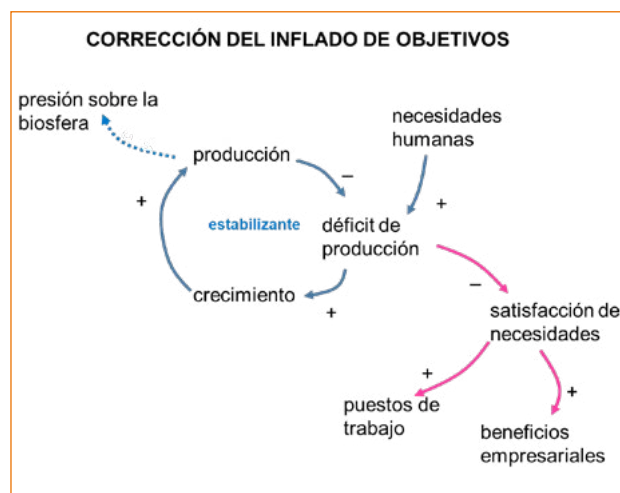 CORRECCIÓN DEL INFLADO DE OBJETIVOS
presión sobre la
biosfera
necesidades
humanas
producción
–
+
+
estabilizante
déficit de
producción
crecimiento
+
–
satisfacción de
necesidades
+
+
puestos de
trabajo
beneficios
empresariales